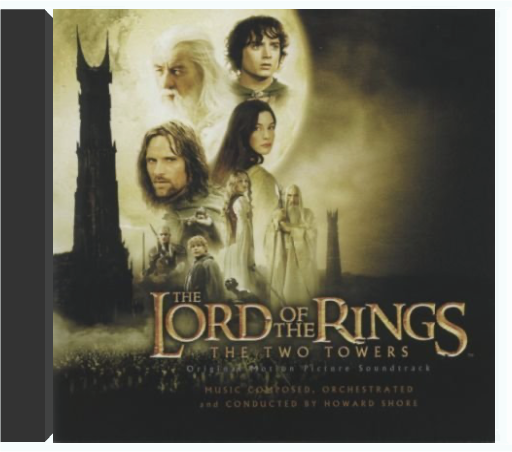 THE
LORD OF THE RINGS
THE TWO TOWERS
Original Motion Picture Soundtrack
MUSIC COMPOSED, ORCHESTRATED
and CONDUCTED BY HOWARD SHORE